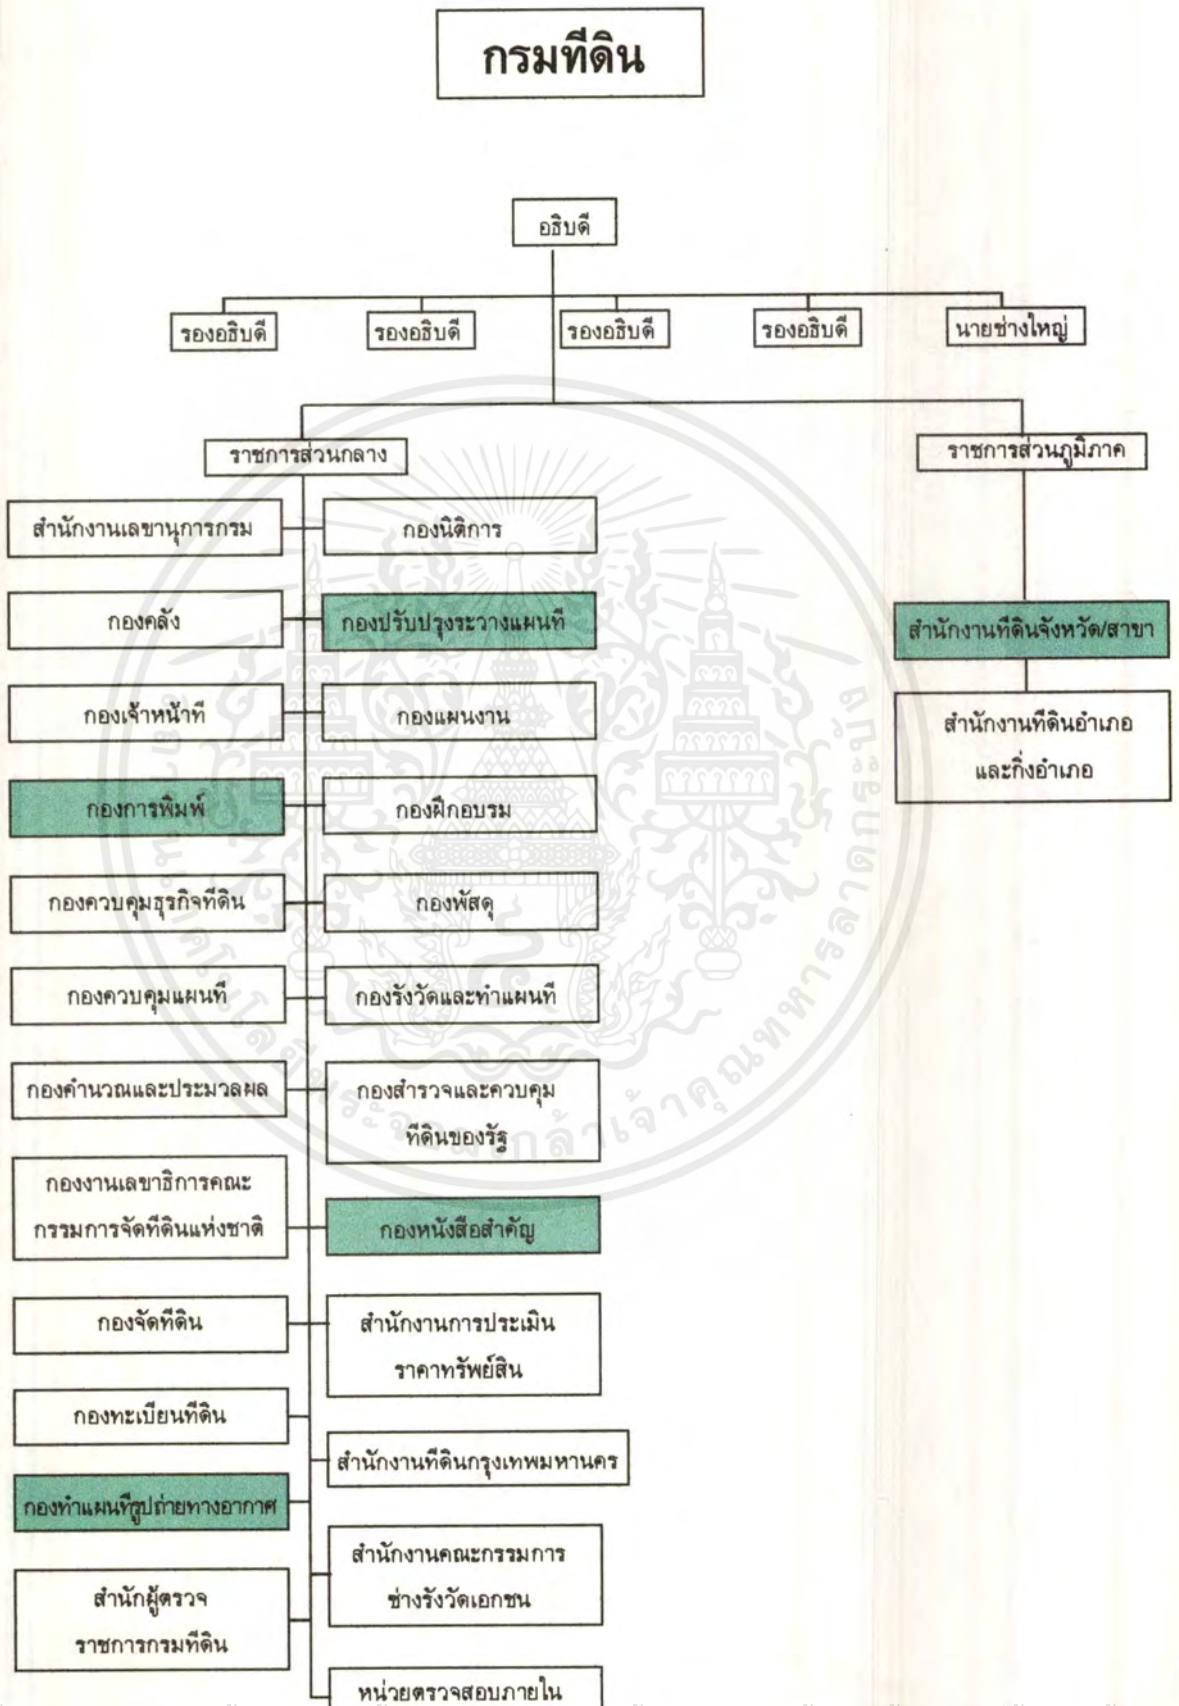 กรมที่ดิน
อธิบดี
รองอธิบดี
รองอธิบดี
รองอธิบดี
รองอธิบดี
นายช่างใหญ่
ราชการส่วนกลาง
ราชการส่วนภูมิภาค
สำนักงานเลขานุการกรม
กองนิติการ
กองคลัง
กองปรับปรุงระวางแผนที่
สำนักงานที่ดินจังหวัด/สาขา
กองเจ้าหน้าที่
กองแผนงาน
สำนักงานที่ดินอำเภอ
และกิ่งอำเภอ
กองการพิมพ์
กองฝึกอบรม
กองควบคุมธุรกิจที่ดิน
กองพัสดุ
กองควบคุมแผนที่
กองรังวัดและทำแผนที่
กองคำนวณและประมวลผล
กองสำรวจและควบคุม
ที่ดินของรัฐ
กองงานเลขาธิการคณะ
กรรมการจัดที่ดินแห่งชาติ
กองหนังสือสำคัญ
กองจัดที่ดิน
สำนักงานการประเมิน
ราคาทรัพย์สิน
กองทะเบียนที่ดิน
สำนักงานที่ดินกรุงเทพมหานคร
กองทำแผนที่รูปถ่ายทางอากาศ
สำนักงานคณะกรรมการ
ช่างรังวัดเอกชน
สำนักผู้ตรวจ
ราชการกรมที่ดิน
หน่วยตรวจสอบภายใน